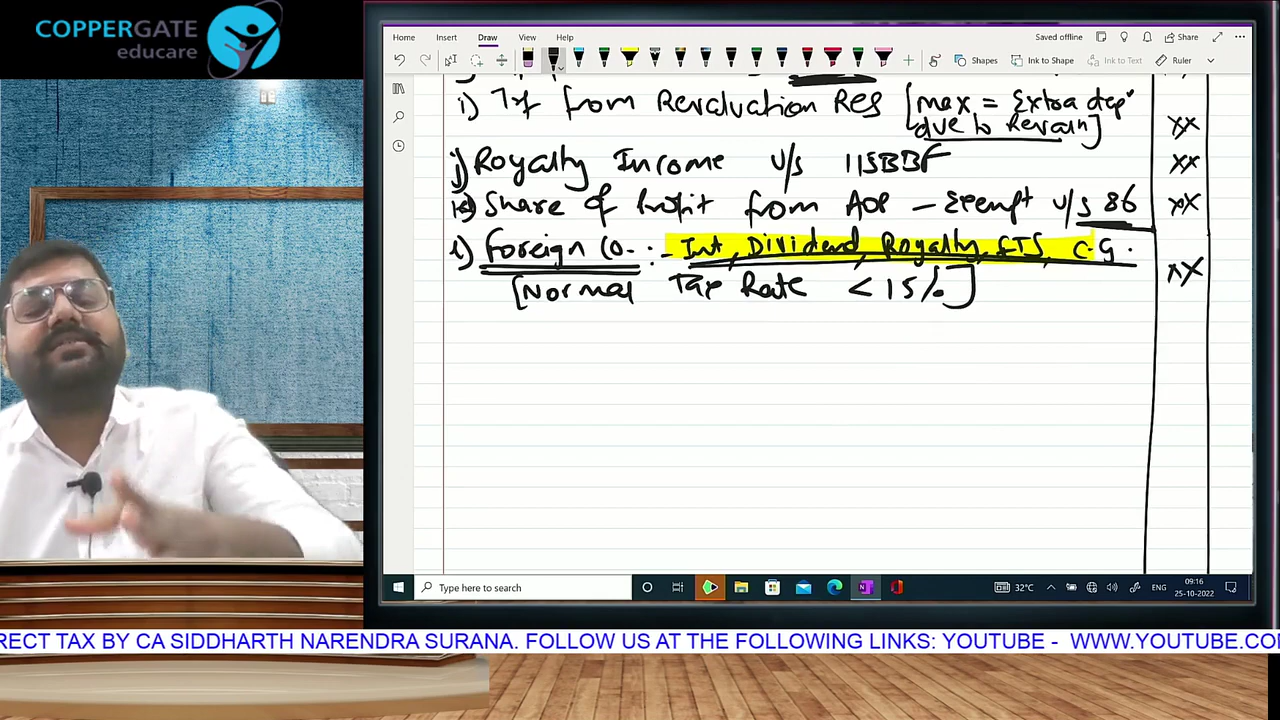 COPPERGATE
educare
Home Insert Draw View Help
Saved offline
Share
Shapes
Ink to Shape
Ink to Text
Ruler
i) Tf from Revaluation Res [max = Extra depn
due to Revaln] xx
j) Royalty Income u/s 115BBF xx
k) Share of Profit from AOP – Exempt u/s 86 xx
l) Foreign Co. :- Int, Dividend, Royalty, FTS, C.G.
[Normal Tax Rate < 15%] xx
Type here to search
32°C
ENG
09:16
25-10-2022
RECT TAX BY CA SIDDHARTH NARENDRA SURANA. FOLLOW US AT THE FOLLOWING LINKS: YOUTUBE - WWW.YOUTUBE.CO